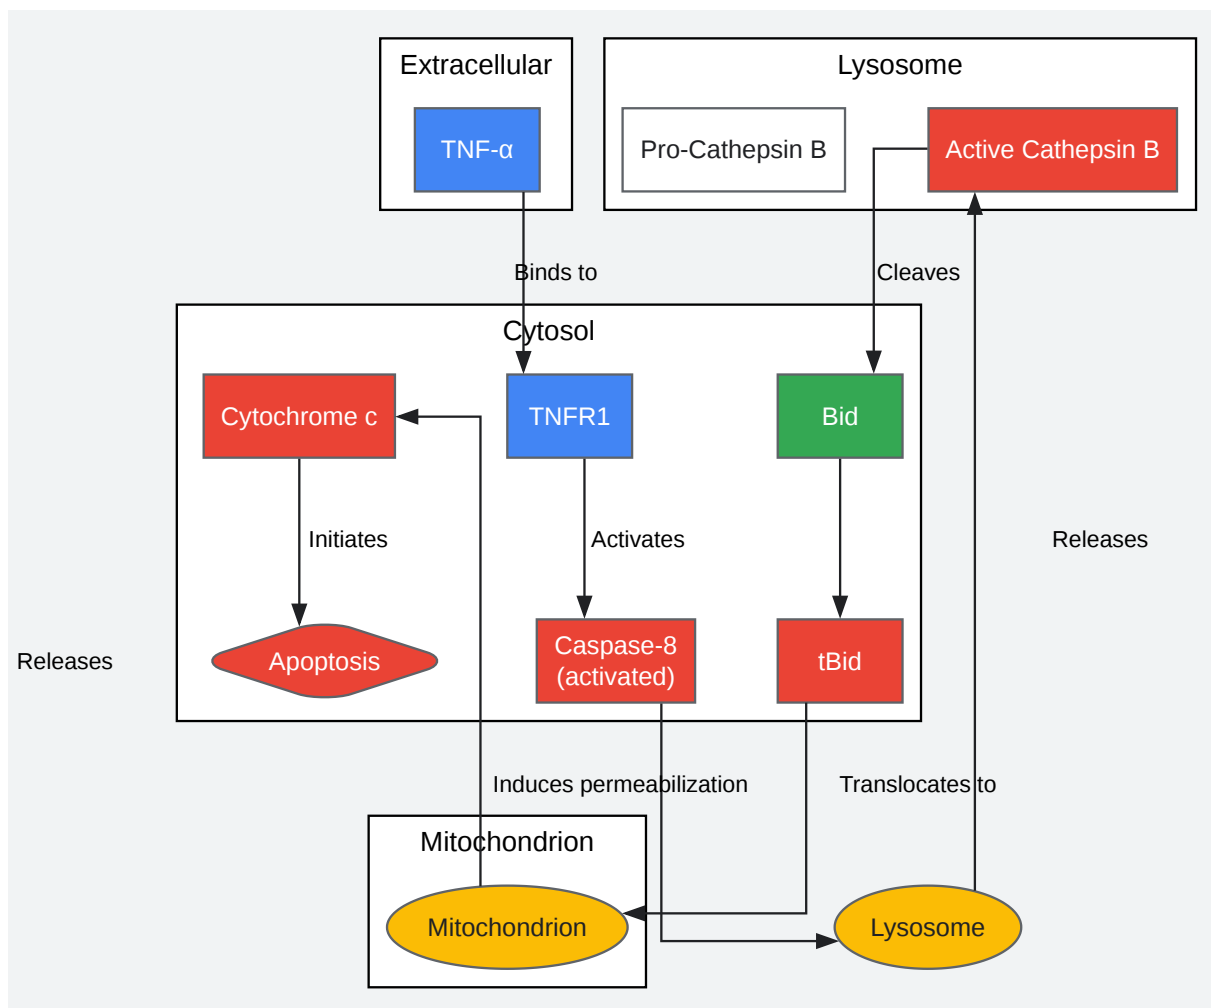 Extracellular
Lysosome
TNF-α
Pro-Cathepsin B
Active Cathepsin B
Binds to
Cleaves
Cytosol
Cytochrome c
TNFR1
Bid
Initiates
Activates
Releases
Releases
Apoptosis
Caspase-8
(activated)
tBid
Induces permeabilization
Translocates to
Mitochondrion
Mitochondrion
Lysosome